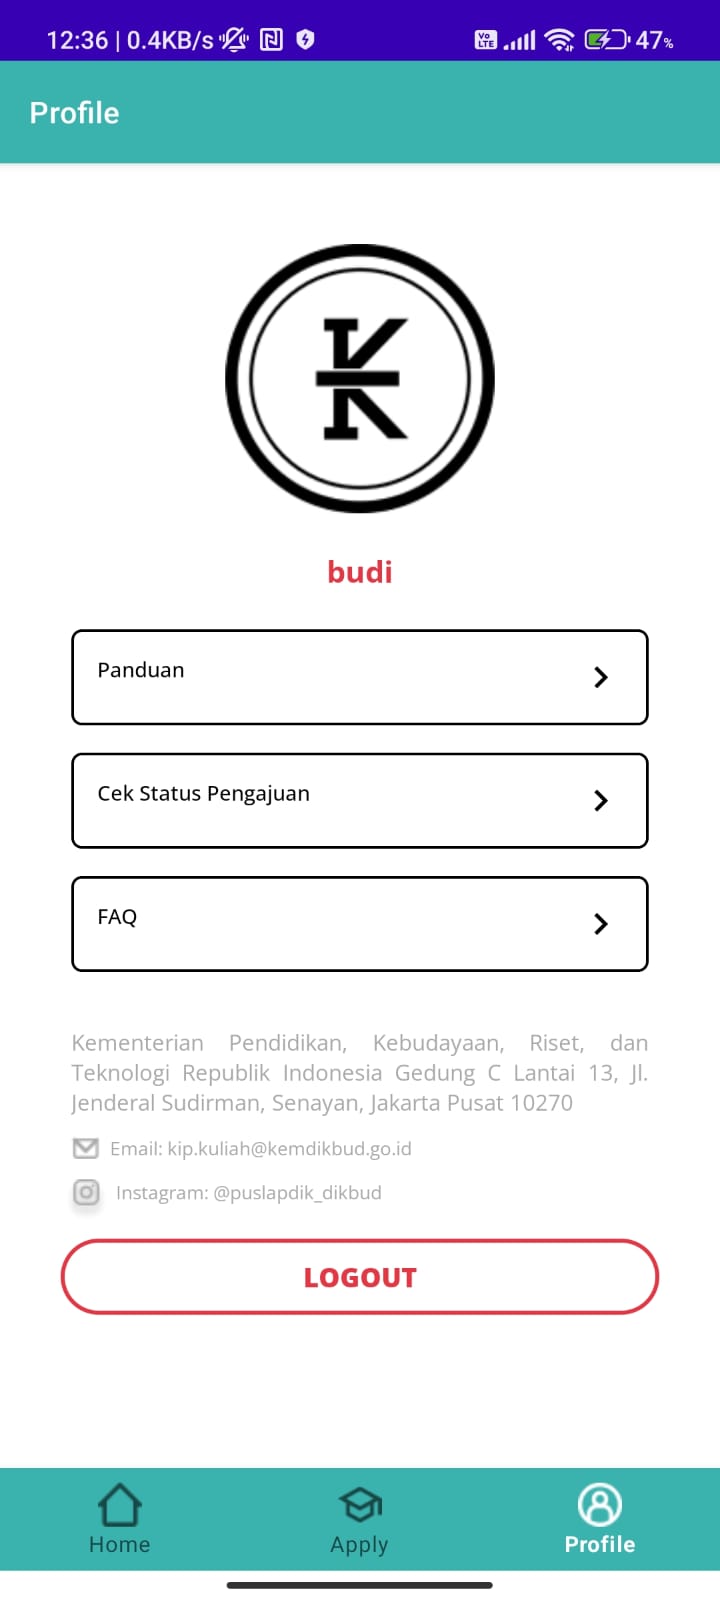 12:36 | 0.4KB/s
Vo LTE
47%
Profile
K
K
budi
Panduan
Cek Status Pengajuan
FAQ
Kementerian Pendidikan, Kebudayaan, Riset, dan
Teknologi Republik Indonesia Gedung C Lantai 13, Jl.
Jenderal Sudirman, Senayan, Jakarta Pusat 10270
Email: kip.kuliah@kemdikbud.go.id
Instagram: @puslapdik_dikbud
LOGOUT
Home
Apply
Profile